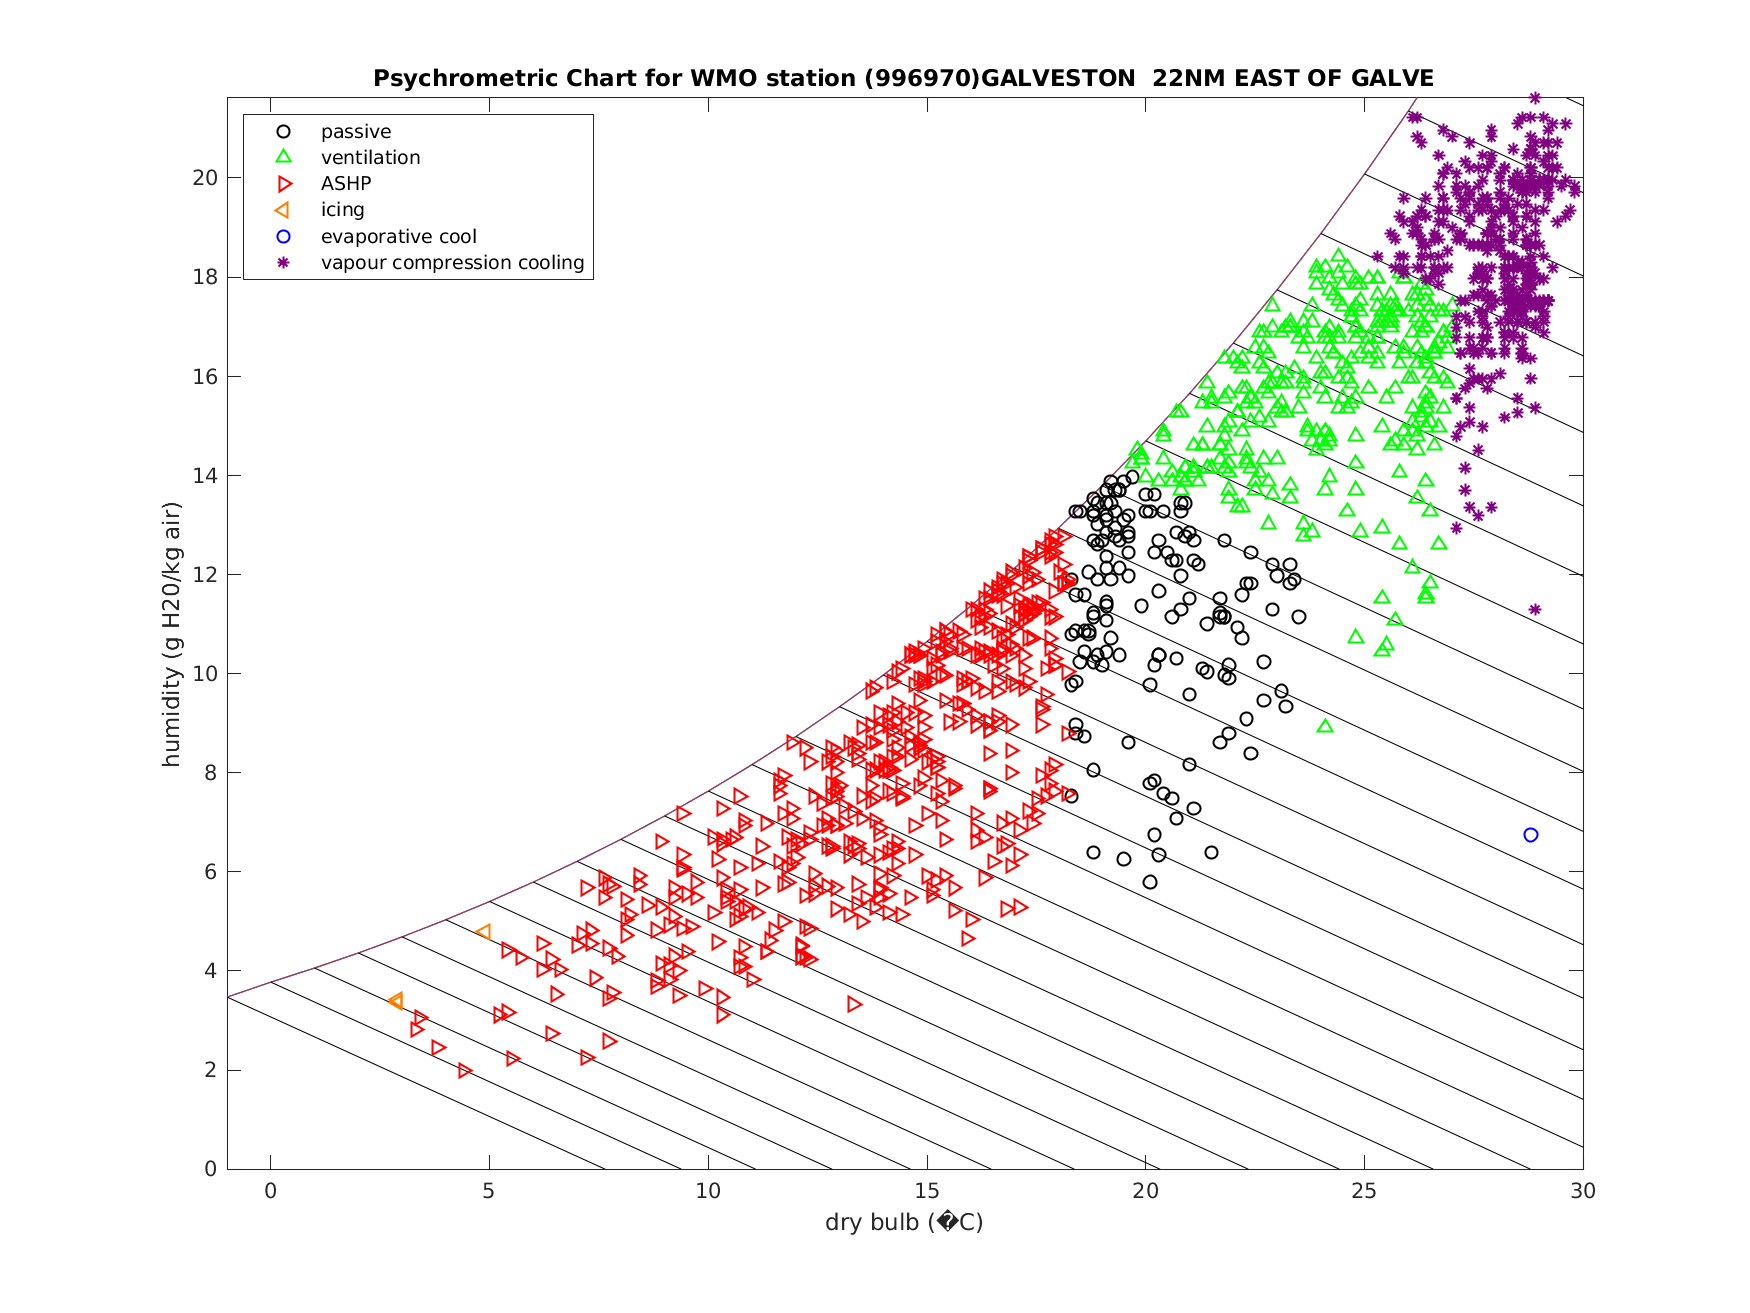 Psychrometric Chart for WMO station (996970)GALVESTON  22NM EAST OF GALVE
passive
ventilation
ASHP
icing
evaporative cool
vapour compression cooling
humidity (g H20/kg air)
20
18
16
14
12
10
8
6
4
2
0
0 5 10 15 20 25 30
dry bulb (�C)